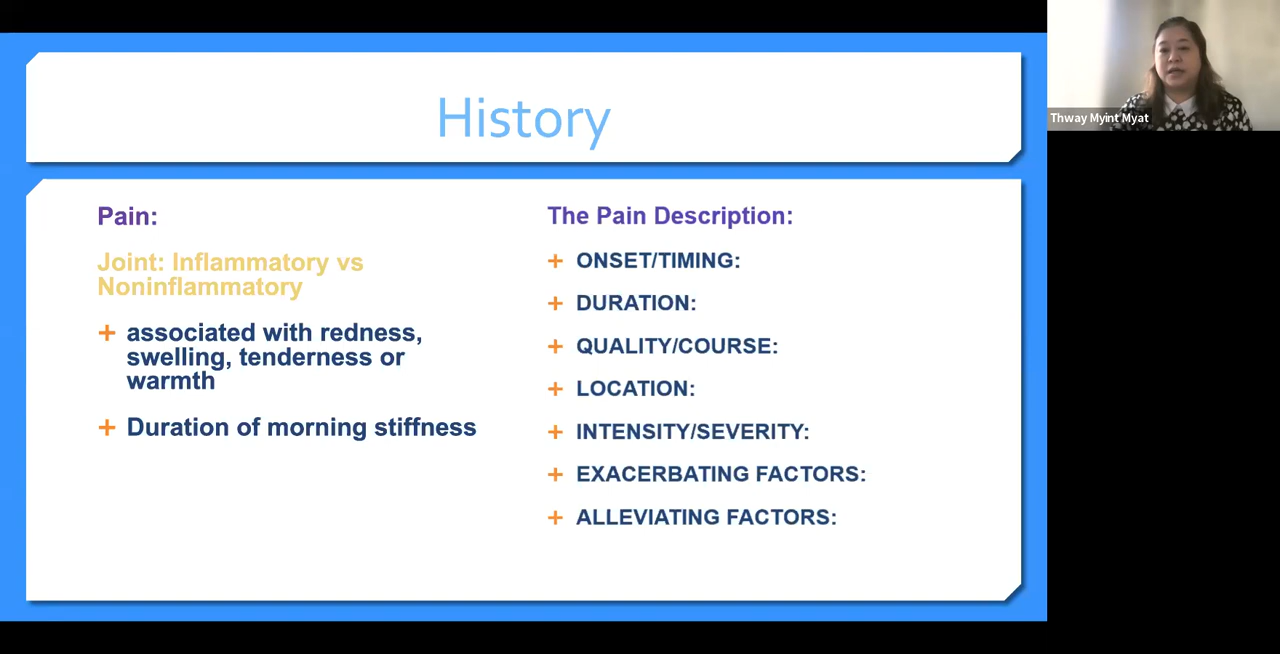 History
Pain:
Joint: Inflammatory vs
Noninflammatory
+ associated with redness,
swelling, tenderness or
warmth
+ Duration of morning stiffness
The Pain Description:
+ ONSET/TIMING:
+ DURATION:
+ QUALITY/COURSE:
+ LOCATION:
+ INTENSITY/SEVERITY:
+ EXACERBATING FACTORS:
+ ALLEVIATING FACTORS:
Thway Myint Myat